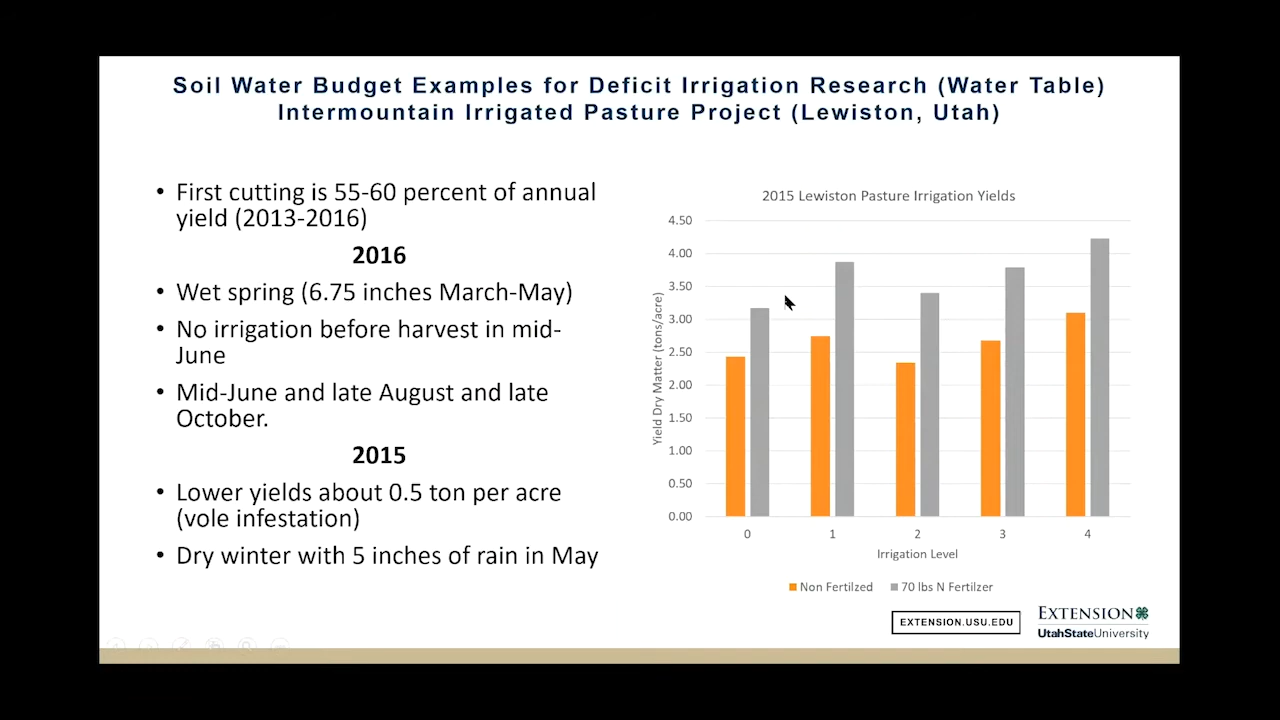 Soil Water Budget Examples for Deficit Irrigation Research (Water Table)
Intermountain Irrigated Pasture Project (Lewiston, Utah)
• First cutting is 55-60 percent of annual
yield (2013-2016)
2016
• Wet spring (6.75 inches March-May)
• No irrigation before harvest in mid-
June
• Mid-June and late August and late
October.
2015
• Lower yields about 0.5 ton per acre
(vole infestation)
• Dry winter with 5 inches of rain in May
2015 Lewiston Pasture Irrigation Yields
Yield Dry Matter (tons/acre)
4.50
4.00
3.50
3.00
2.50
2.00
1.50
1.00
0.50
0.00
0 1 2 3 4
Irrigation Level
Non Fertilzed 70 lbs N Fertilzer
EXTENSION.USU.EDU
EXTENSION
UtahStateUniversity